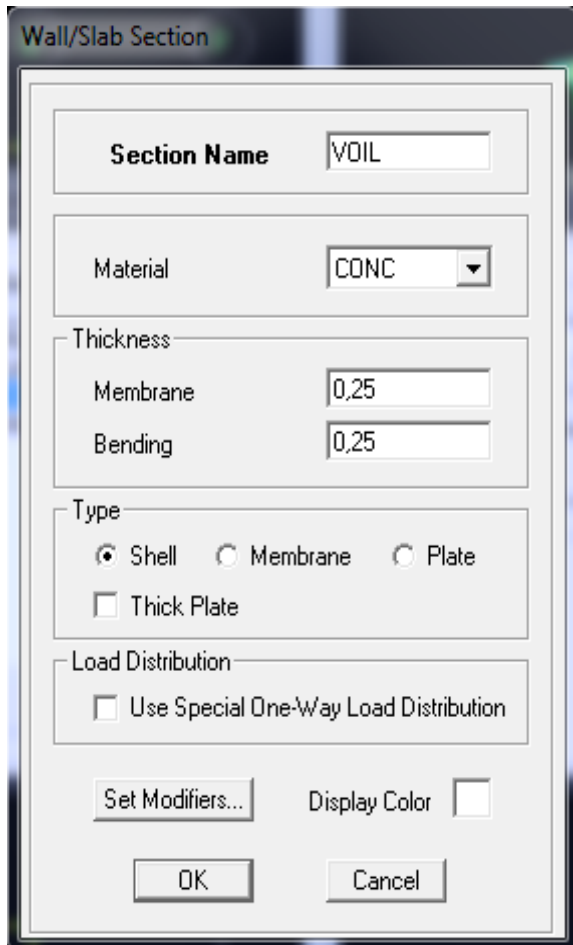 Wall/Slab Section
Section Name VOIL
Material CONC
Thickness
Membrane 0,25
Bending 0,25
Type
Shell Membrane Plate
Thick Plate
Load Distribution
Use Special One-Way Load Distribution
Set Modifiers... Display Color
OK Cancel